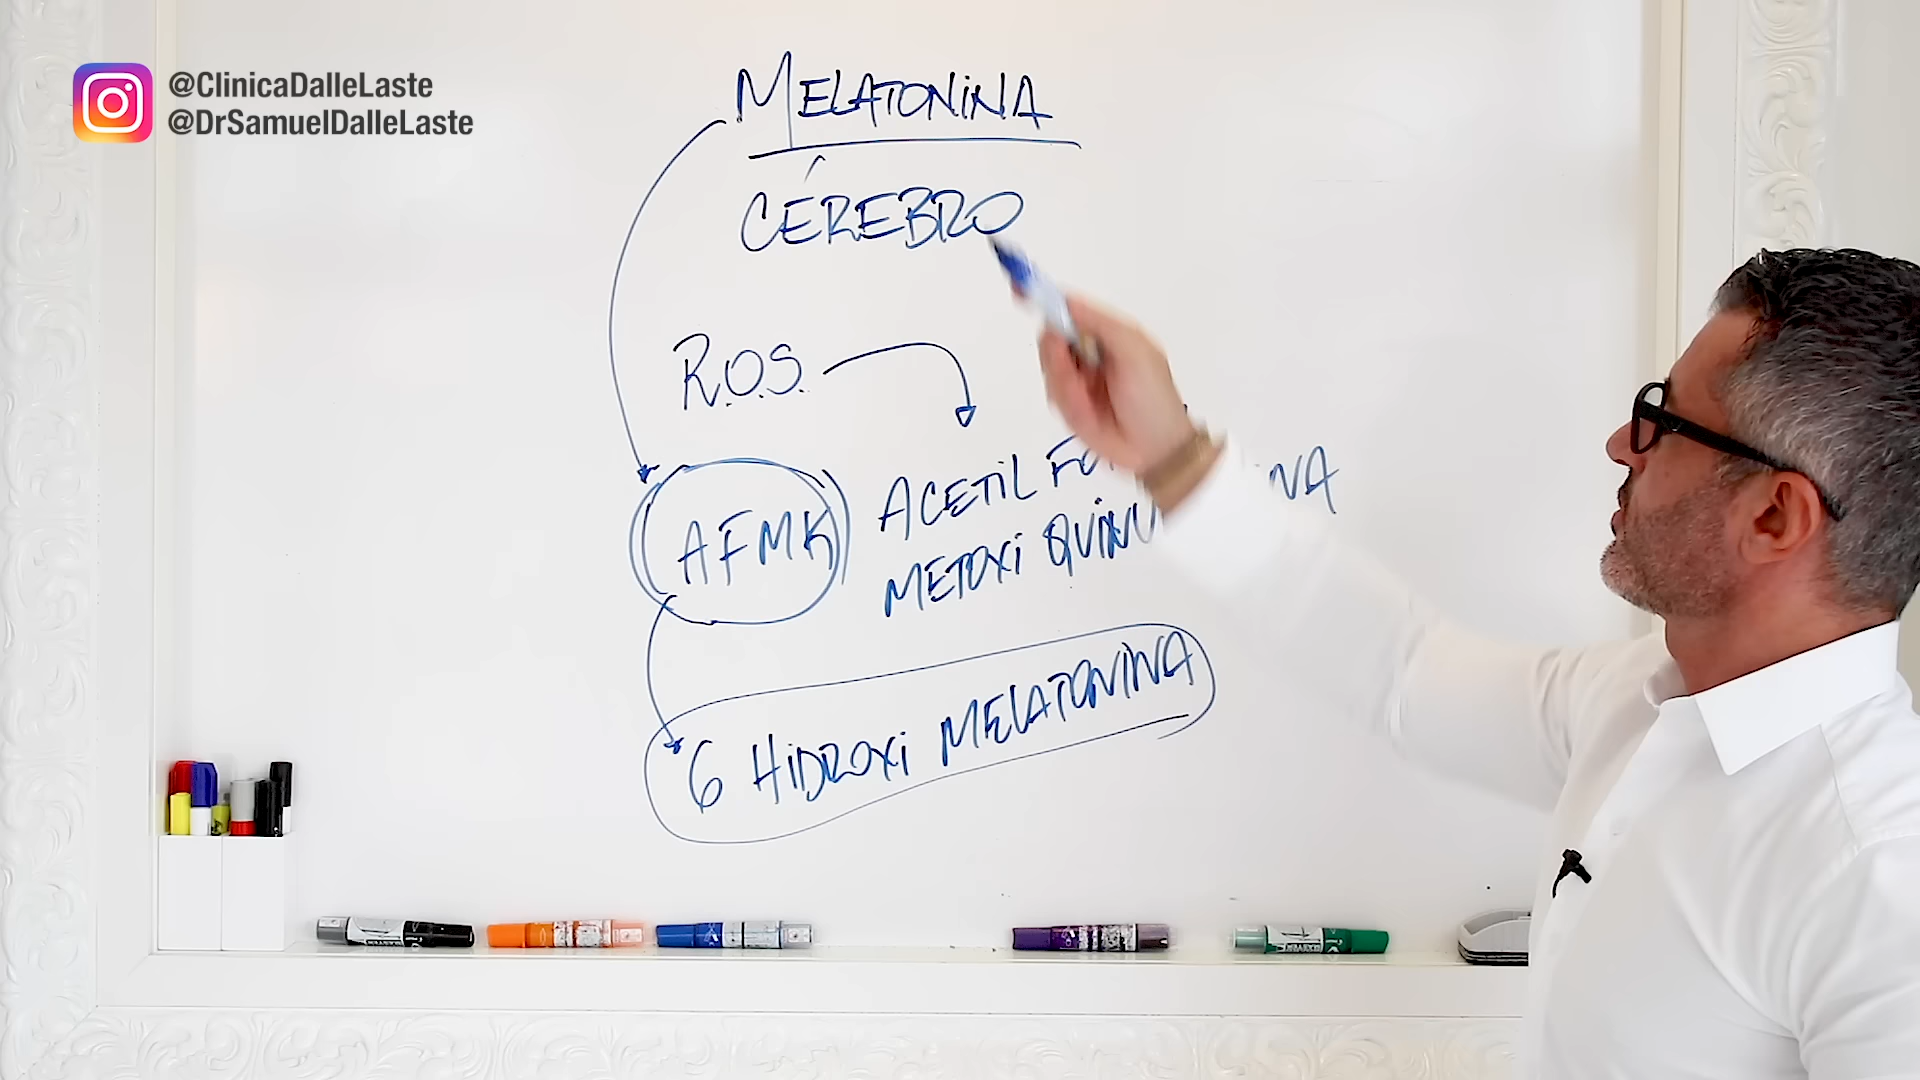 @ClinicaDalleLaste
@DrSamuelDalleLaste
MELATONINA
CÉREBRO
R.O.S.
AFMK
ACETIL
METOXI
6 HIDROXI MELATONINA